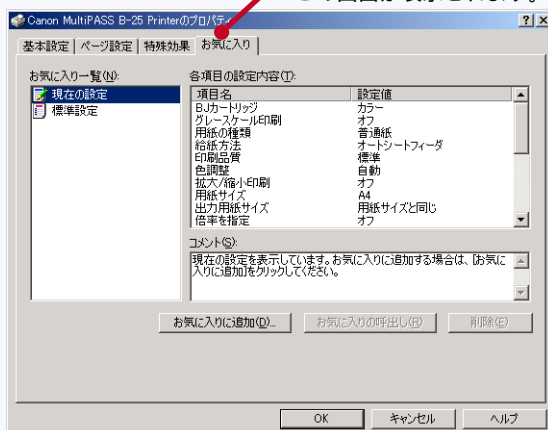 Canon MultiPASS B-25 Printerのプロパティ
基本設定 ページ設定 特殊効果 お気に入り
お気に入り一覧(N):
現在の設定
標準設定
各項目の設定内容(T):
項目名 設定値
BJカートリッジ カラー
グレースケール印刷 オフ
用紙の種類 普通紙
給紙方法 オートシートフィーダ
印刷品質 標準
色調整 自動
拡大/縮小印刷 オフ
用紙サイズ A4
出力用紙サイズ 用紙サイズと同じ
倍率を指定 オフ
コメント(S):
現在の設定を表示しています。お気に入りに追加する場合は、[お気に
入りに追加]をクリックしてください。
お気に入りに追加(D)... お気に入りの呼出し(R) 削除(E)
OK キャンセル ヘルプ